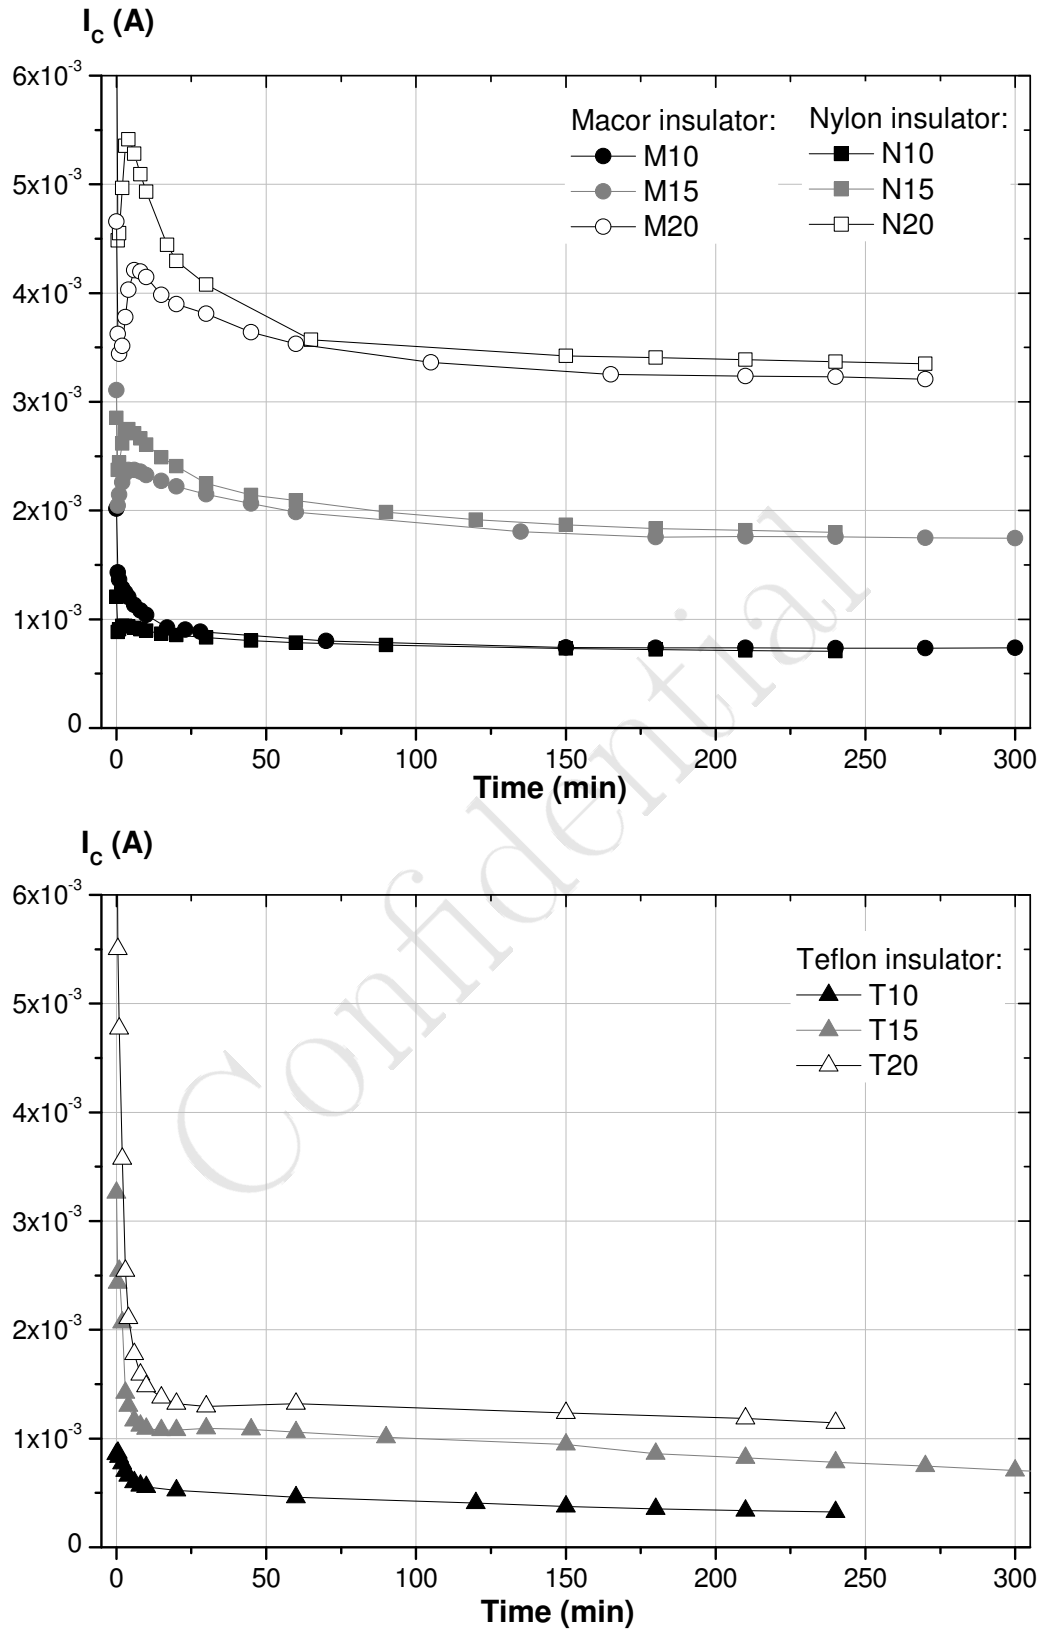 I_C (A)
6x10^-3
5x10^-3
4x10^-3
3x10^-3
2x10^-3
1x10^-3
0
Macor insulator:
M10
M15
M20
Nylon insulator:
N10
N15
N20
0 50 100 150 200 250 300
Time (min)
Confidential
I_C (A)
6x10^-3
5x10^-3
4x10^-3
3x10^-3
2x10^-3
1x10^-3
0
Teflon insulator:
T10
T15
T20
0 50 100 150 200 250 300
Time (min)